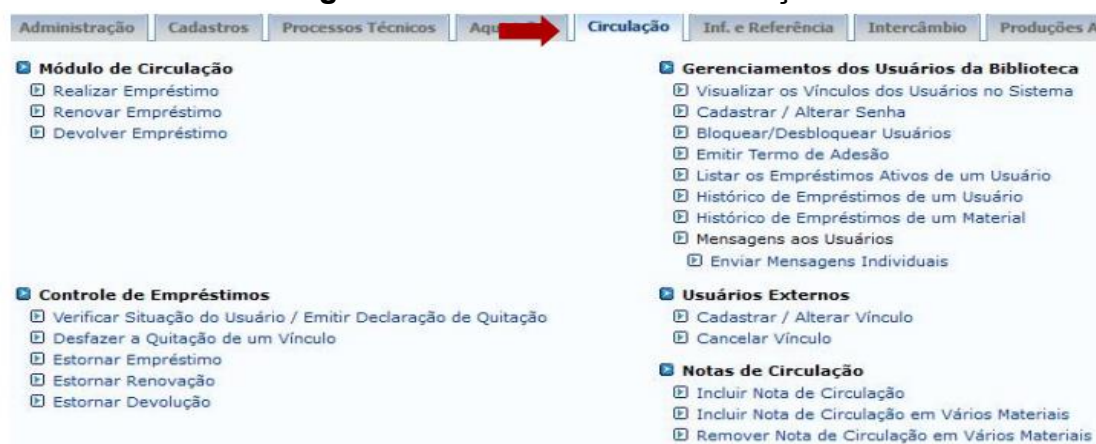 Administração Cadastros Processos Técnicos Circulação Inf. e Referência Intercâmbio Produções
Módulo de Circulação
Realizar Empréstimo
Renovar Empréstimo
Devolver Empréstimo
Gerenciamentos dos Usuários da Biblioteca
Visualizar os Vínculos dos Usuários no Sistema
Cadastrar / Alterar Senha
Bloquear/Desbloquear Usuários
Emitir Termo de Adesão
Listar os Empréstimos Ativos de um Usuário
Histórico de Empréstimos de um Usuário
Histórico de Empréstimos de um Material
Mensagens aos Usuários
Enviar Mensagens Individuais
Controle de Empréstimos
Verificar Situação do Usuário / Emitir Declaração de Quitação
Desfazer a Quitação de um Vínculo
Estornar Empréstimo
Estornar Renovação
Estornar Devolução
Usuários Externos
Cadastrar / Alterar Vínculo
Cancelar Vínculo
Notas de Circulação
Incluir Nota de Circulação
Incluir Nota de Circulação em Vários Materiais
Remover Nota de Circulação em Vários Materiais